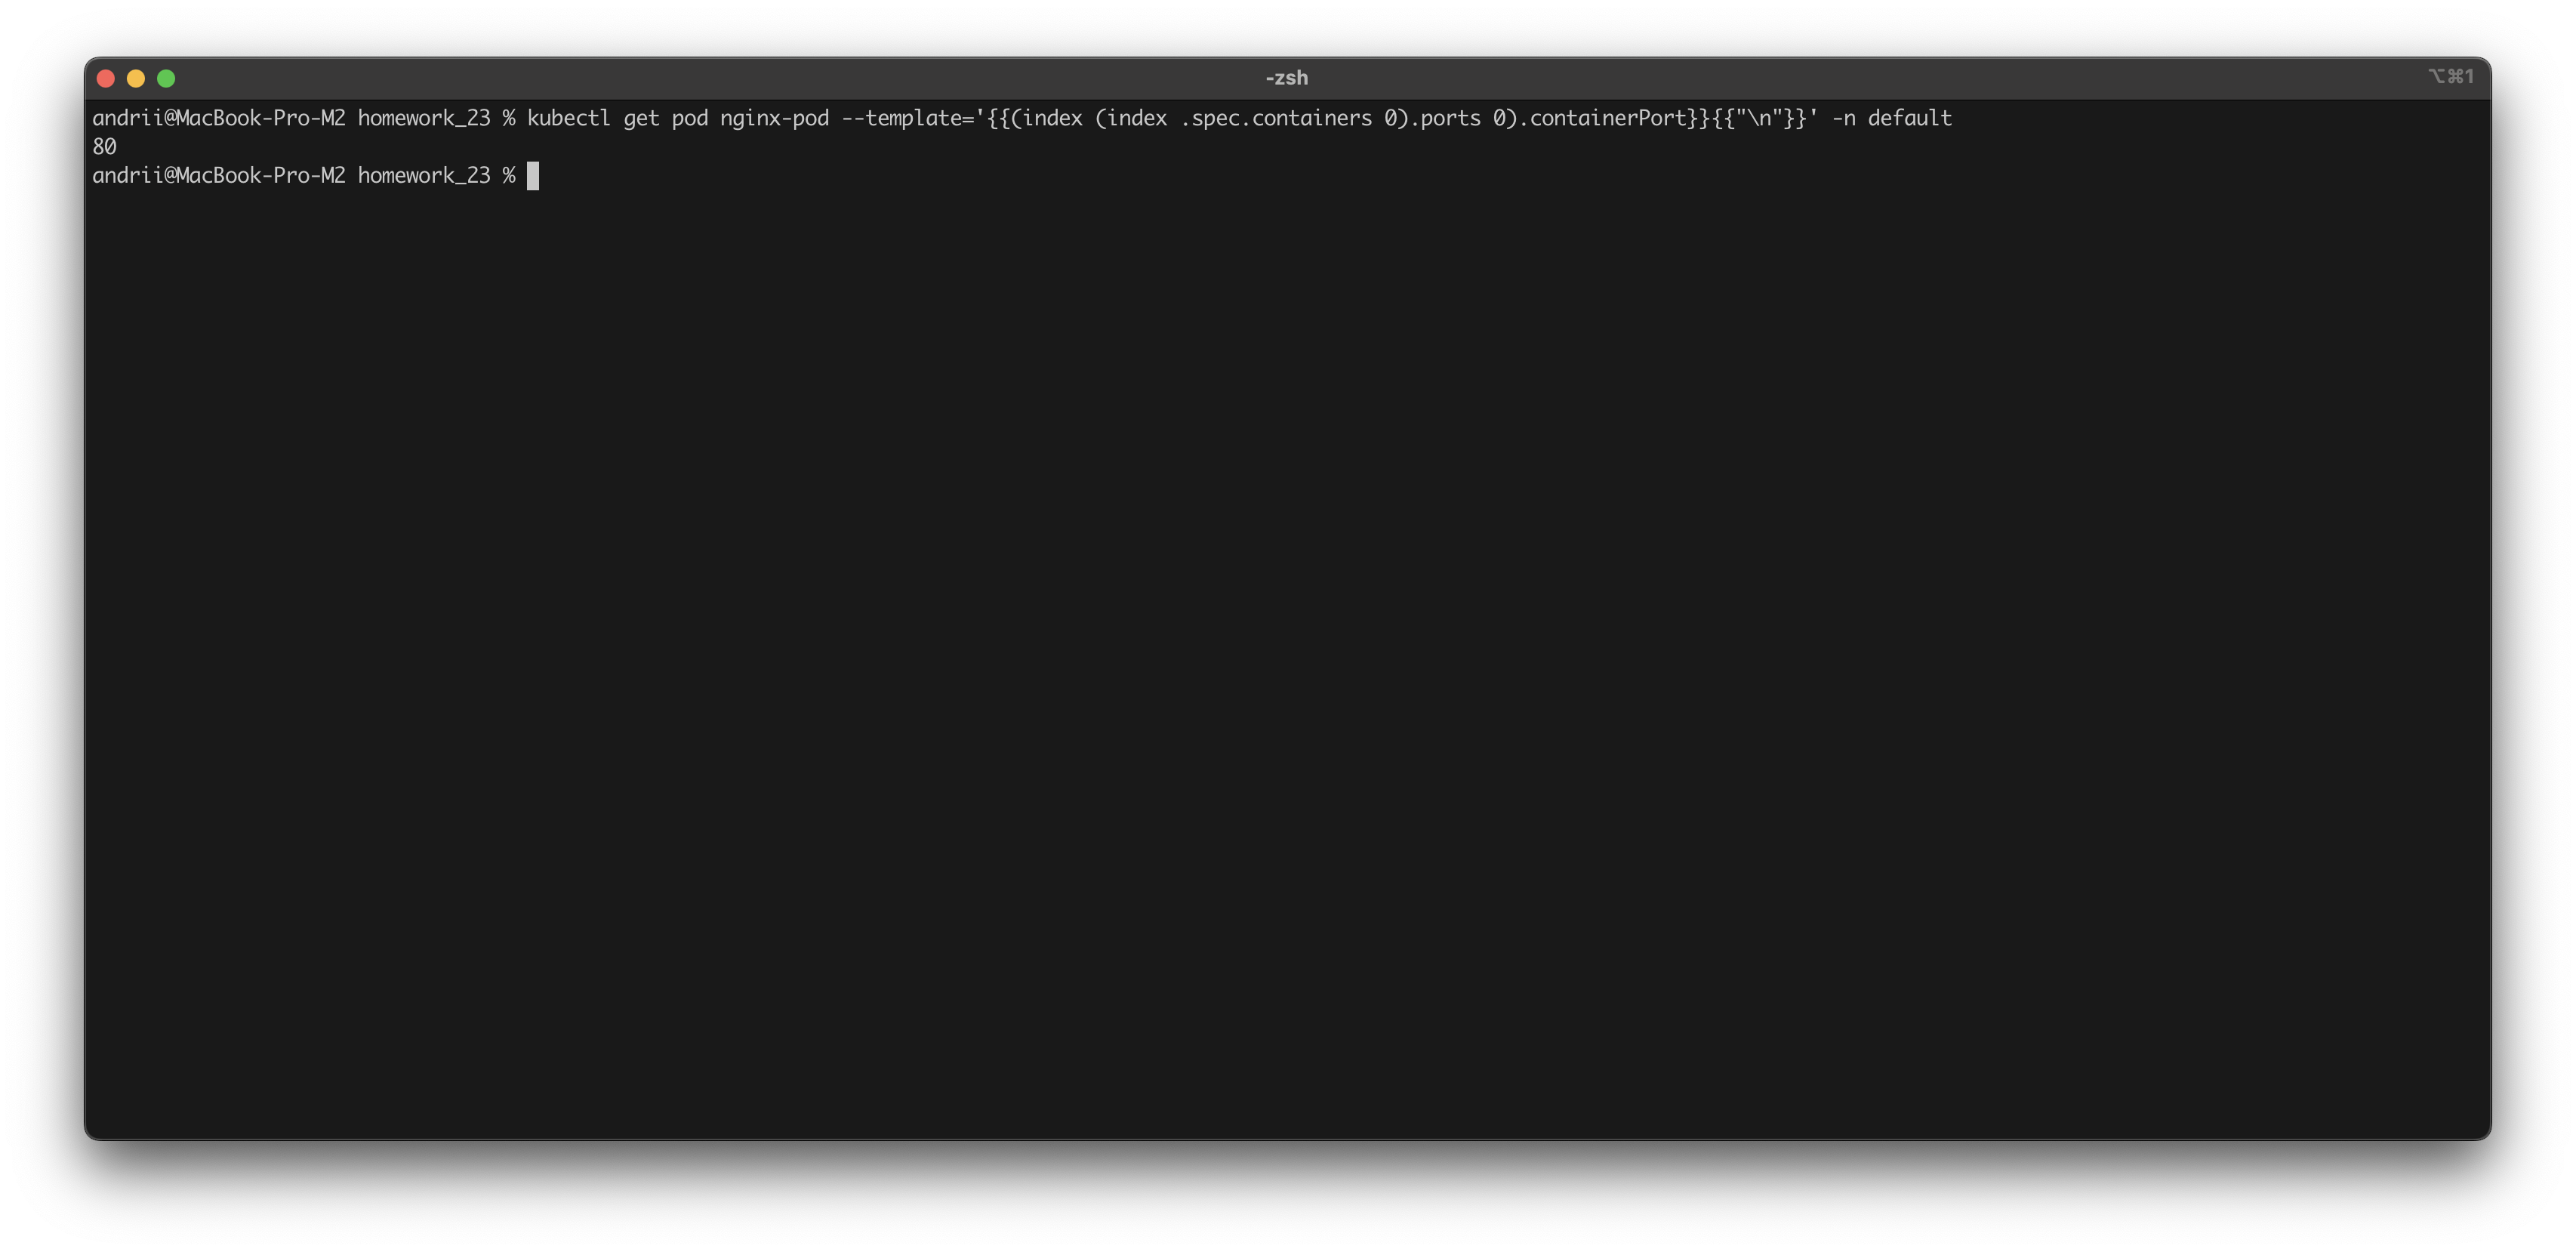 -zsh
⌥⌘1
andrii@MacBook-Pro-M2 homework_23 % kubectl get pod nginx-pod --template='{{(index (index .spec.containers 0).ports 0).containerPort}}{{"\n"}}' -n default
80
andrii@MacBook-Pro-M2 homework_23 %